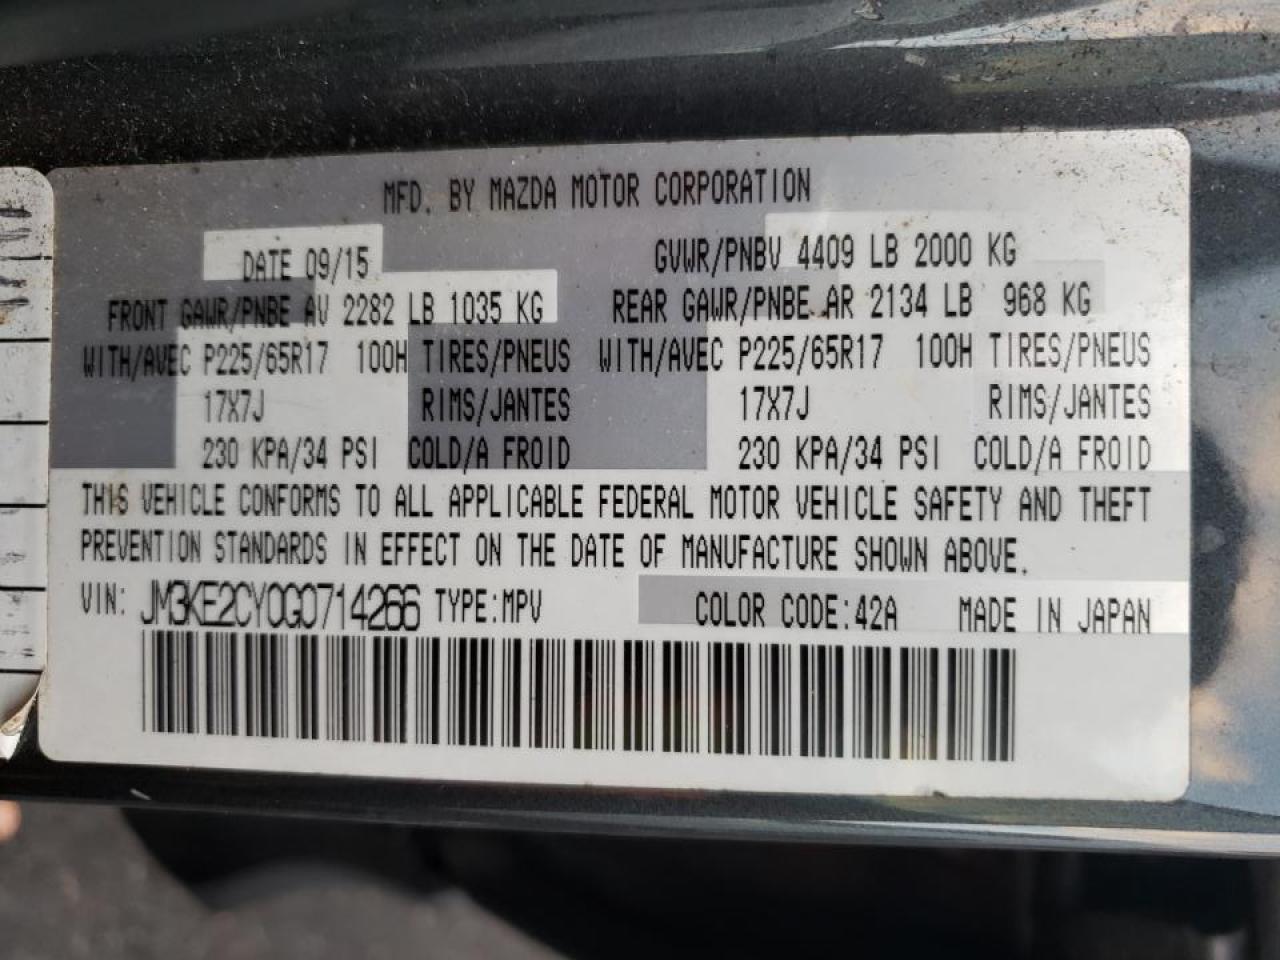 MFD. BY MAZDA MOTOR CORPORATION
DATE 09/15 GVWR/PNBV 4409 LB 2000 KG
FRONT GAWR/PNBE AV 2282 LB 1035 KG REAR GAWR/PNBE AR 2134 LB 968 KG
WITH/AVEC P225/65R17 100H TIRES/PNEUS WITH/AVEC P225/65R17 100H TIRES/PNEUS
17X7J RIMS/JANTES 17X7J RIMS/JANTES
230 KPA/34 PSI COLD/A FROID 230 KPA/34 PSI COLD/A FROID
THIS VEHICLE CONFORMS TO ALL APPLICABLE FEDERAL MOTOR VEHICLE SAFETY AND THEFT
PREVENTION STANDARDS IN EFFECT ON THE DATE OF MANUFACTURE SHOWN ABOVE.
VIN: JM3KE2CY0G0714266 TYPE:MPV COLOR CODE:42A MADE IN JAPAN